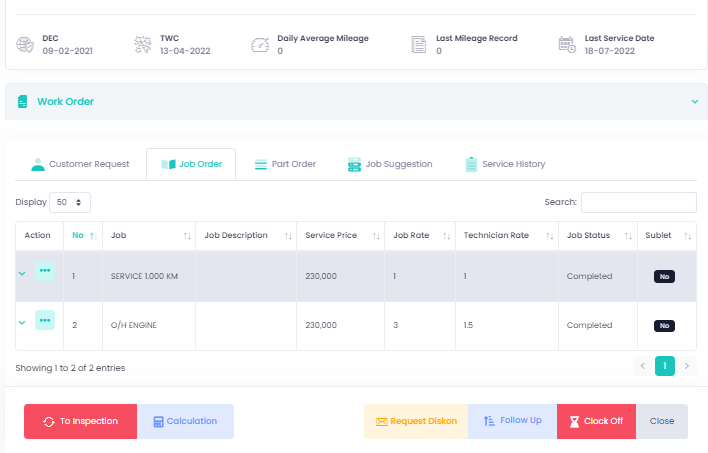 DEC
09-02-2021
TWC
13-04-2022
Daily Average Mileage
0
Last Mileage Record
0
Last Service Date
18-07-2022
Work Order
Customer Request
Job Order
Part Order
Job Suggestion
Service History
Display 50
Search:
Action No Job Job Description Service Price Job Rate Technician Rate Job Status Sublet
1 SERVICE 1.000 KM 230,000 1 1 Completed No
2 O/H ENGINE 230,000 3 1.5 Completed No
Showing 1 to 2 of 2 entries
1
To Inspection
Calculation
Request Diskon
Follow Up
Clock Off
Close